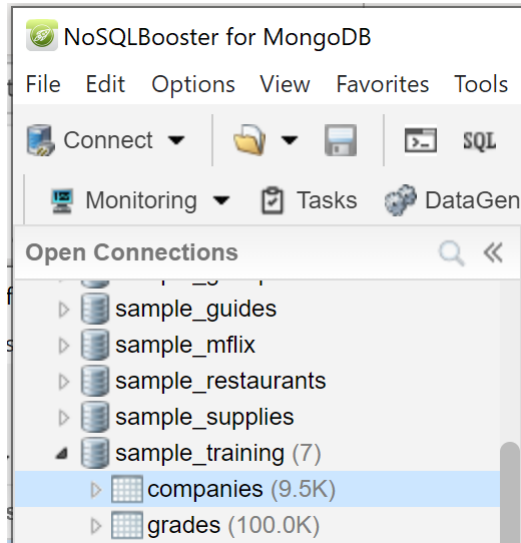 NoSQLBooster for MongoDB
File Edit Options View Favorites Tools
Connect SQL
Monitoring Tasks DataGen
Open Connections
sample_guides
sample_mflix
sample_restaurants
sample_supplies
sample_training (7)
companies (9.5K)
grades (100.0K)